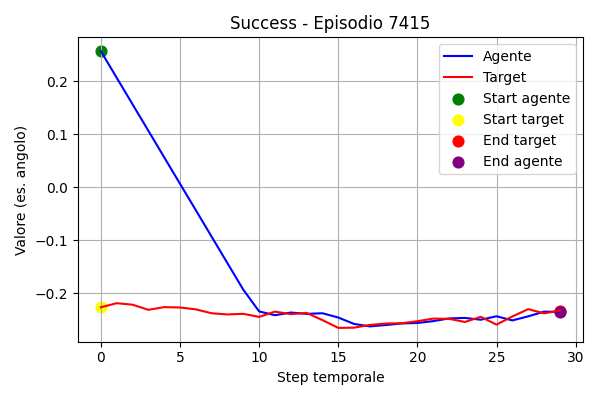 Success - Episodio 7415
Valore (es. angolo)
0.2
0.1
0.0
−0.1
−0.2
Agente
Target
Start agente
Start target
End target
End agente
0 5 10 15 20 25 30
Step temporale